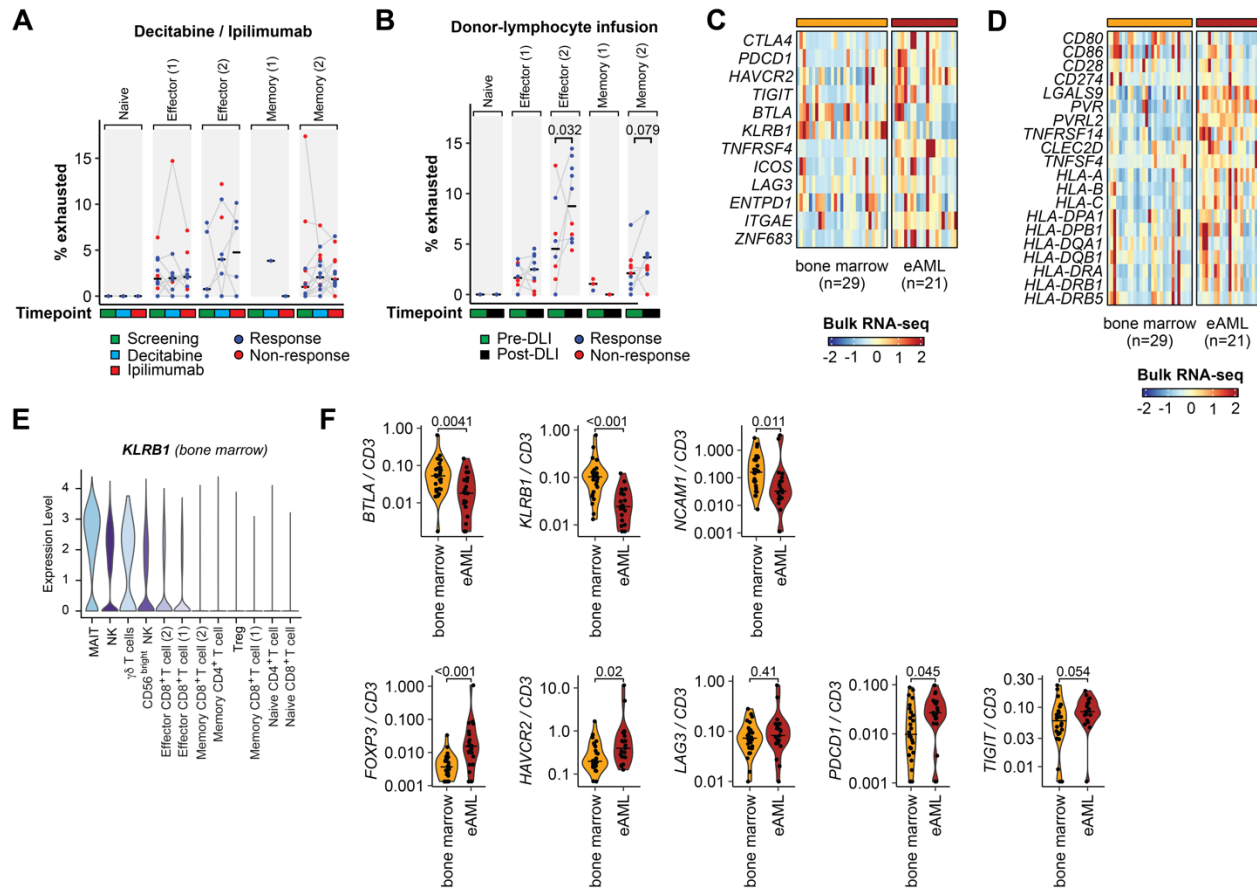 A
Decitabine / Ipilimumab
Naive
Effector (1)
Effector (2)
Memory (1)
Memory (2)
% exhausted
15
10
5
0
Timepoint
Screening
Decitabine
Ipilimumab
Response
Non-response
B
Donor-lymphocyte infusion
Naive
Effector (1)
Effector (2)
Memory (1)
Memory (2)
0.032
0.079
% exhausted
15
10
5
0
Timepoint
Pre-DLI
Post-DLI
Response
Non-response
C
CTLA4
PDCD1
HAVCR2
TIGIT
BTLA
KLRB1
TNFRSF4
ICOS
LAG3
ENTPD1
ITGAE
ZNF683
bone marrow
(n=29)
eAML
(n=21)
Bulk RNA-seq
-2 -1 0 1 2
D
CD80
CD86
CD28
CD274
LGALS9
PVR
PVRL2
TNFRSF14
CLEC2D
TNFSF4
HLA-A
HLA-B
HLA-C
HLA-DPA1
HLA-DPB1
HLA-DQA1
HLA-DQB1
HLA-DRA
HLA-DRB1
HLA-DRB5
bone marrow
(n=29)
eAML
(n=21)
Bulk RNA-seq
-2 -1 0 1 2
E
KLRB1 (bone marrow)
Expression Level
4
3
2
1
0
MAIT
NK
γδ T cells
CD56bright NK
Effector CD8+ T cell (2)
Effector CD8+ T cell (1)
Memory CD8+ T cell (2)
Memory CD4+ T cell
Treg
Memory CD8+ T cell (1)
Naive CD4+ T cell
Naive CD8+ T cell
F
0.0041
BTLA / CD3
1.00
0.10
0.01
bone marrow
eAML
<0.001
KLRB1 / CD3
1.00
0.10
0.01
bone marrow
eAML
0.011
NCAM1 / CD3
1.000
0.100
0.010
0.001
bone marrow
eAML
<0.001
FOXP3 / CD3
1.000
0.100
0.010
0.001
bone marrow
eAML
0.02
HAVCR2 / CD3
10.0
1.0
0.1
bone marrow
eAML
0.41
LAG3 / CD3
1.00
0.10
0.01
bone marrow
eAML
0.045
PDCD1 / CD3
0.100
0.010
0.001
bone marrow
eAML
0.054
TIGIT / CD3
0.30
0.10
0.03
0.01
bone marrow
eAML